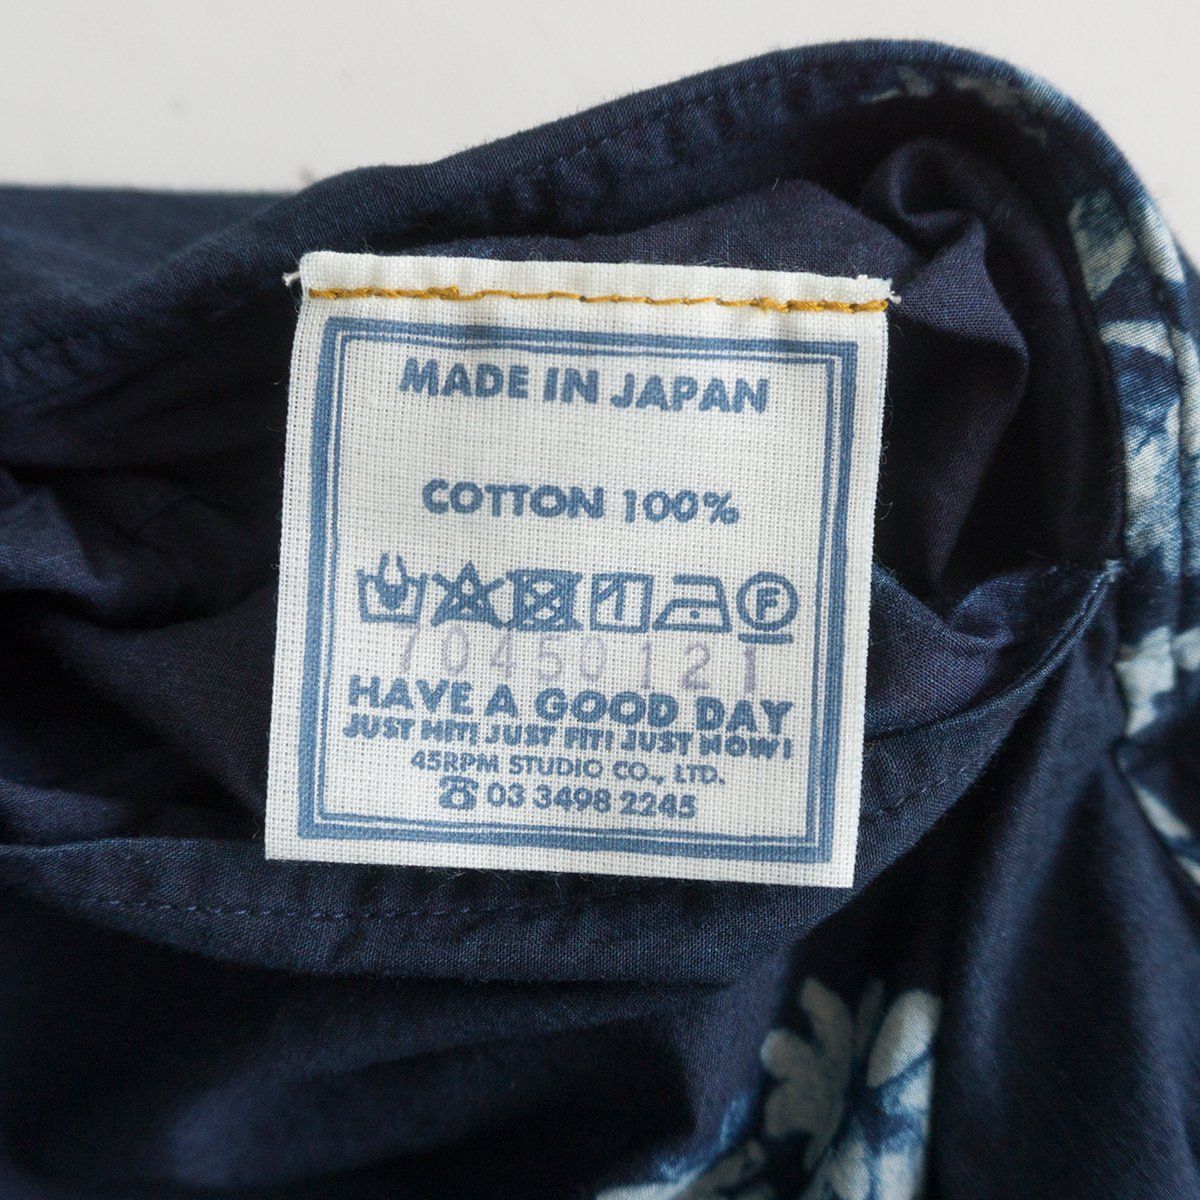 MADE IN JAPAN
COTTON 100%
F
70450121
HAVE A GOOD DAY
JUST HIT! JUST FIT! JUST NOW!
45RPM STUDIO CO., LTD.
☎ 03 3498 2245